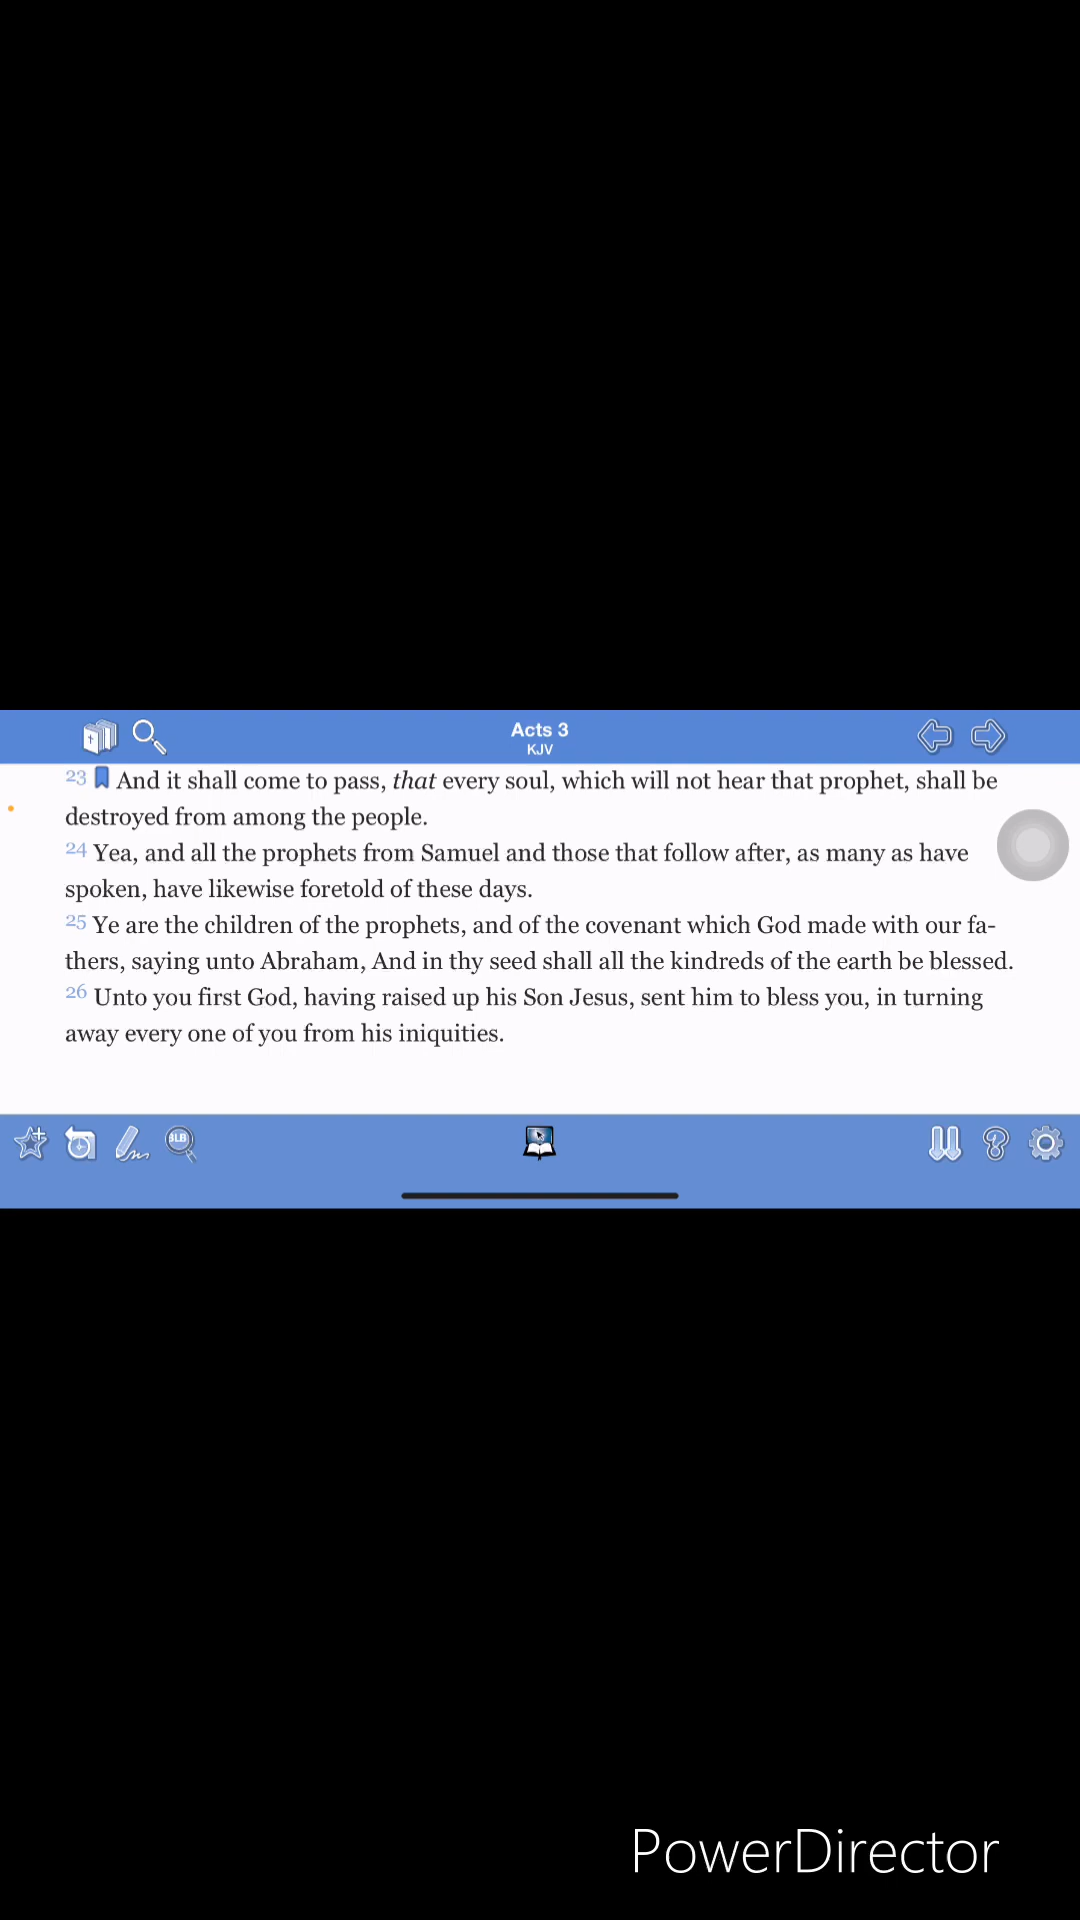 Acts 3
KJV
23 And it shall come to pass, that every soul, which will not hear that prophet, shall be
destroyed from among the people.
24 Yea, and all the prophets from Samuel and those that follow after, as many as have
spoken, have likewise foretold of these days.
25 Ye are the children of the prophets, and of the covenant which God made with our fa-
thers, saying unto Abraham, And in thy seed shall all the kindreds of the earth be blessed.
26 Unto you first God, having raised up his Son Jesus, sent him to bless you, in turning
away every one of you from his iniquities.
BLB
PowerDirector